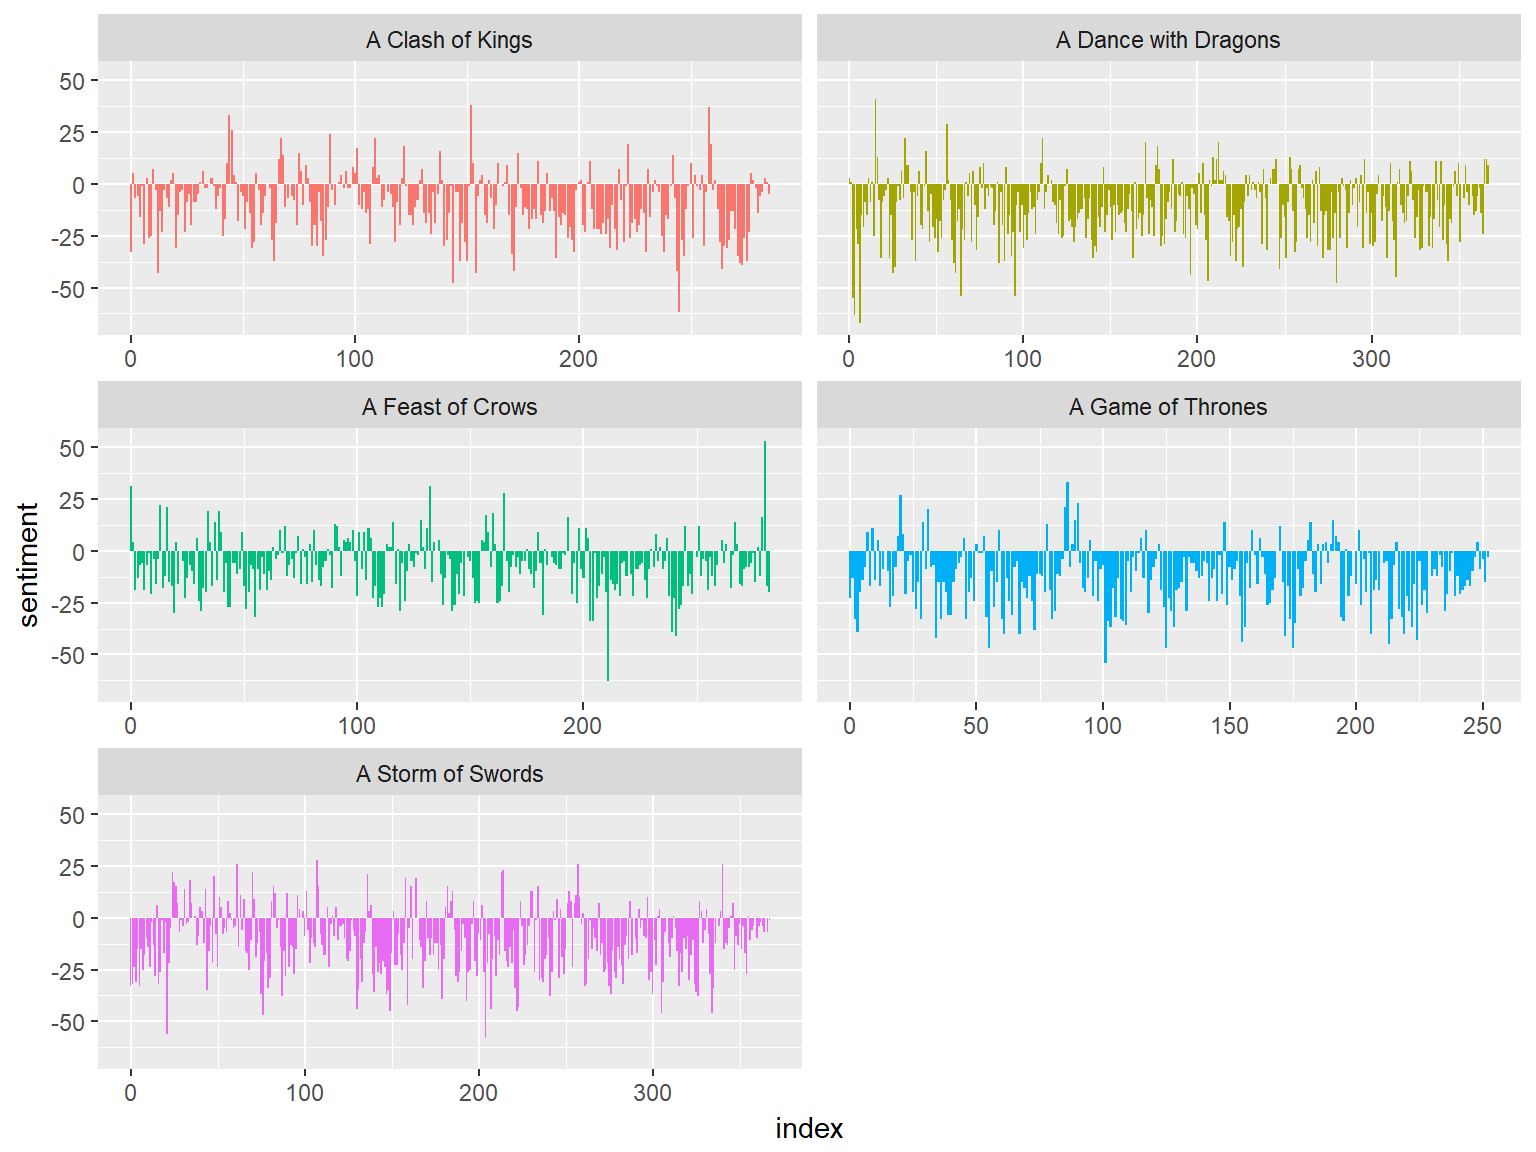 A Clash of Kings
A Dance with Dragons
50
25
0
-25
-50
0 100 200
0 100 200 300
A Feast of Crows
A Game of Thrones
50
25
0
-25
-50
0 100 200
0 50 100 150 200 250
A Storm of Swords
50
25
0
-25
-50
0 100 200 300
sentiment
index